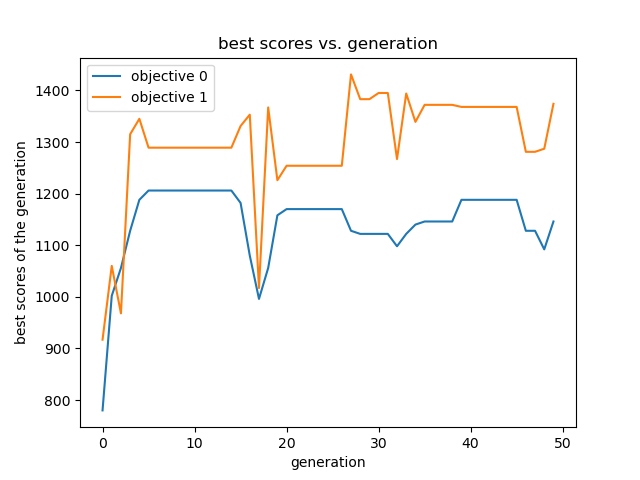 best scores vs. generation
objective 0
objective 1
best scores of the generation
1400
1300
1200
1100
1000
900
800
0 10 20 30 40 50
generation